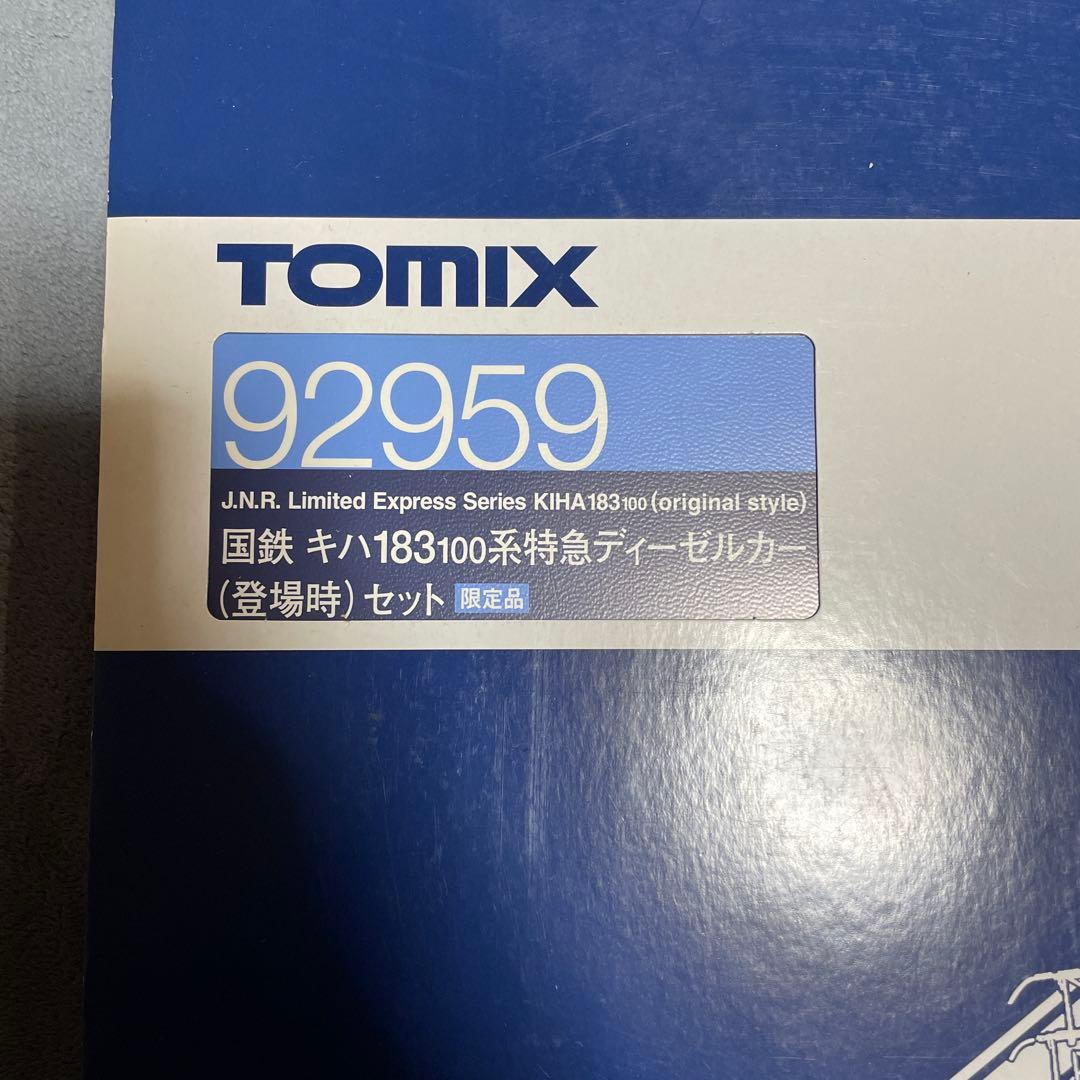 TOMIX
92959
J.N.R. Limited Express Series KIHA183100 (original style)
国鉄 キハ183100系特急ディーゼルカー
(登場時) セット 限定品